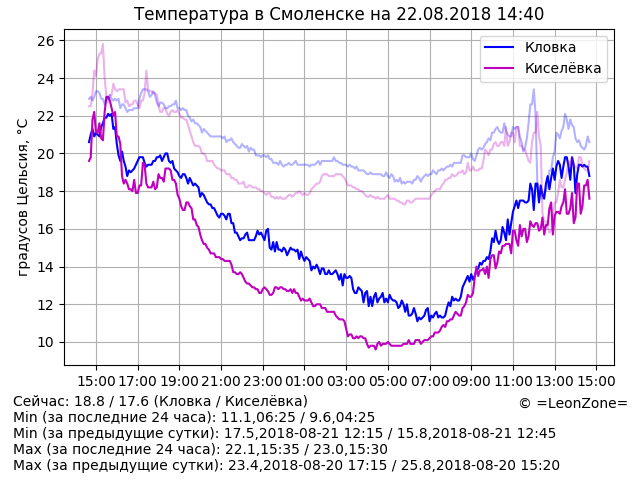 Температура в Смоленске на 22.08.2018 14:40
градусов Цельсия, °C
26
24
22
20
18
16
14
12
10
Кловка
Киселёвка
15:00 17:00 19:00 21:00 23:00 01:00 03:00 05:00 07:00 09:00 11:00 13:00 15:00
Сейчас: 18.8 / 17.6 (Кловка / Киселёвка)
© =LeonZone=
Min (за последние 24 часа): 11.1,06:25 / 9.6,04:25
Min (за предыдущие сутки): 17.5,2018-08-21 12:15 / 15.8,2018-08-21 12:45
Max (за последние 24 часа): 22.1,15:35 / 23.0,15:30
Max (за предыдущие сутки): 23.4,2018-08-20 17:15 / 25.8,2018-08-20 15:20